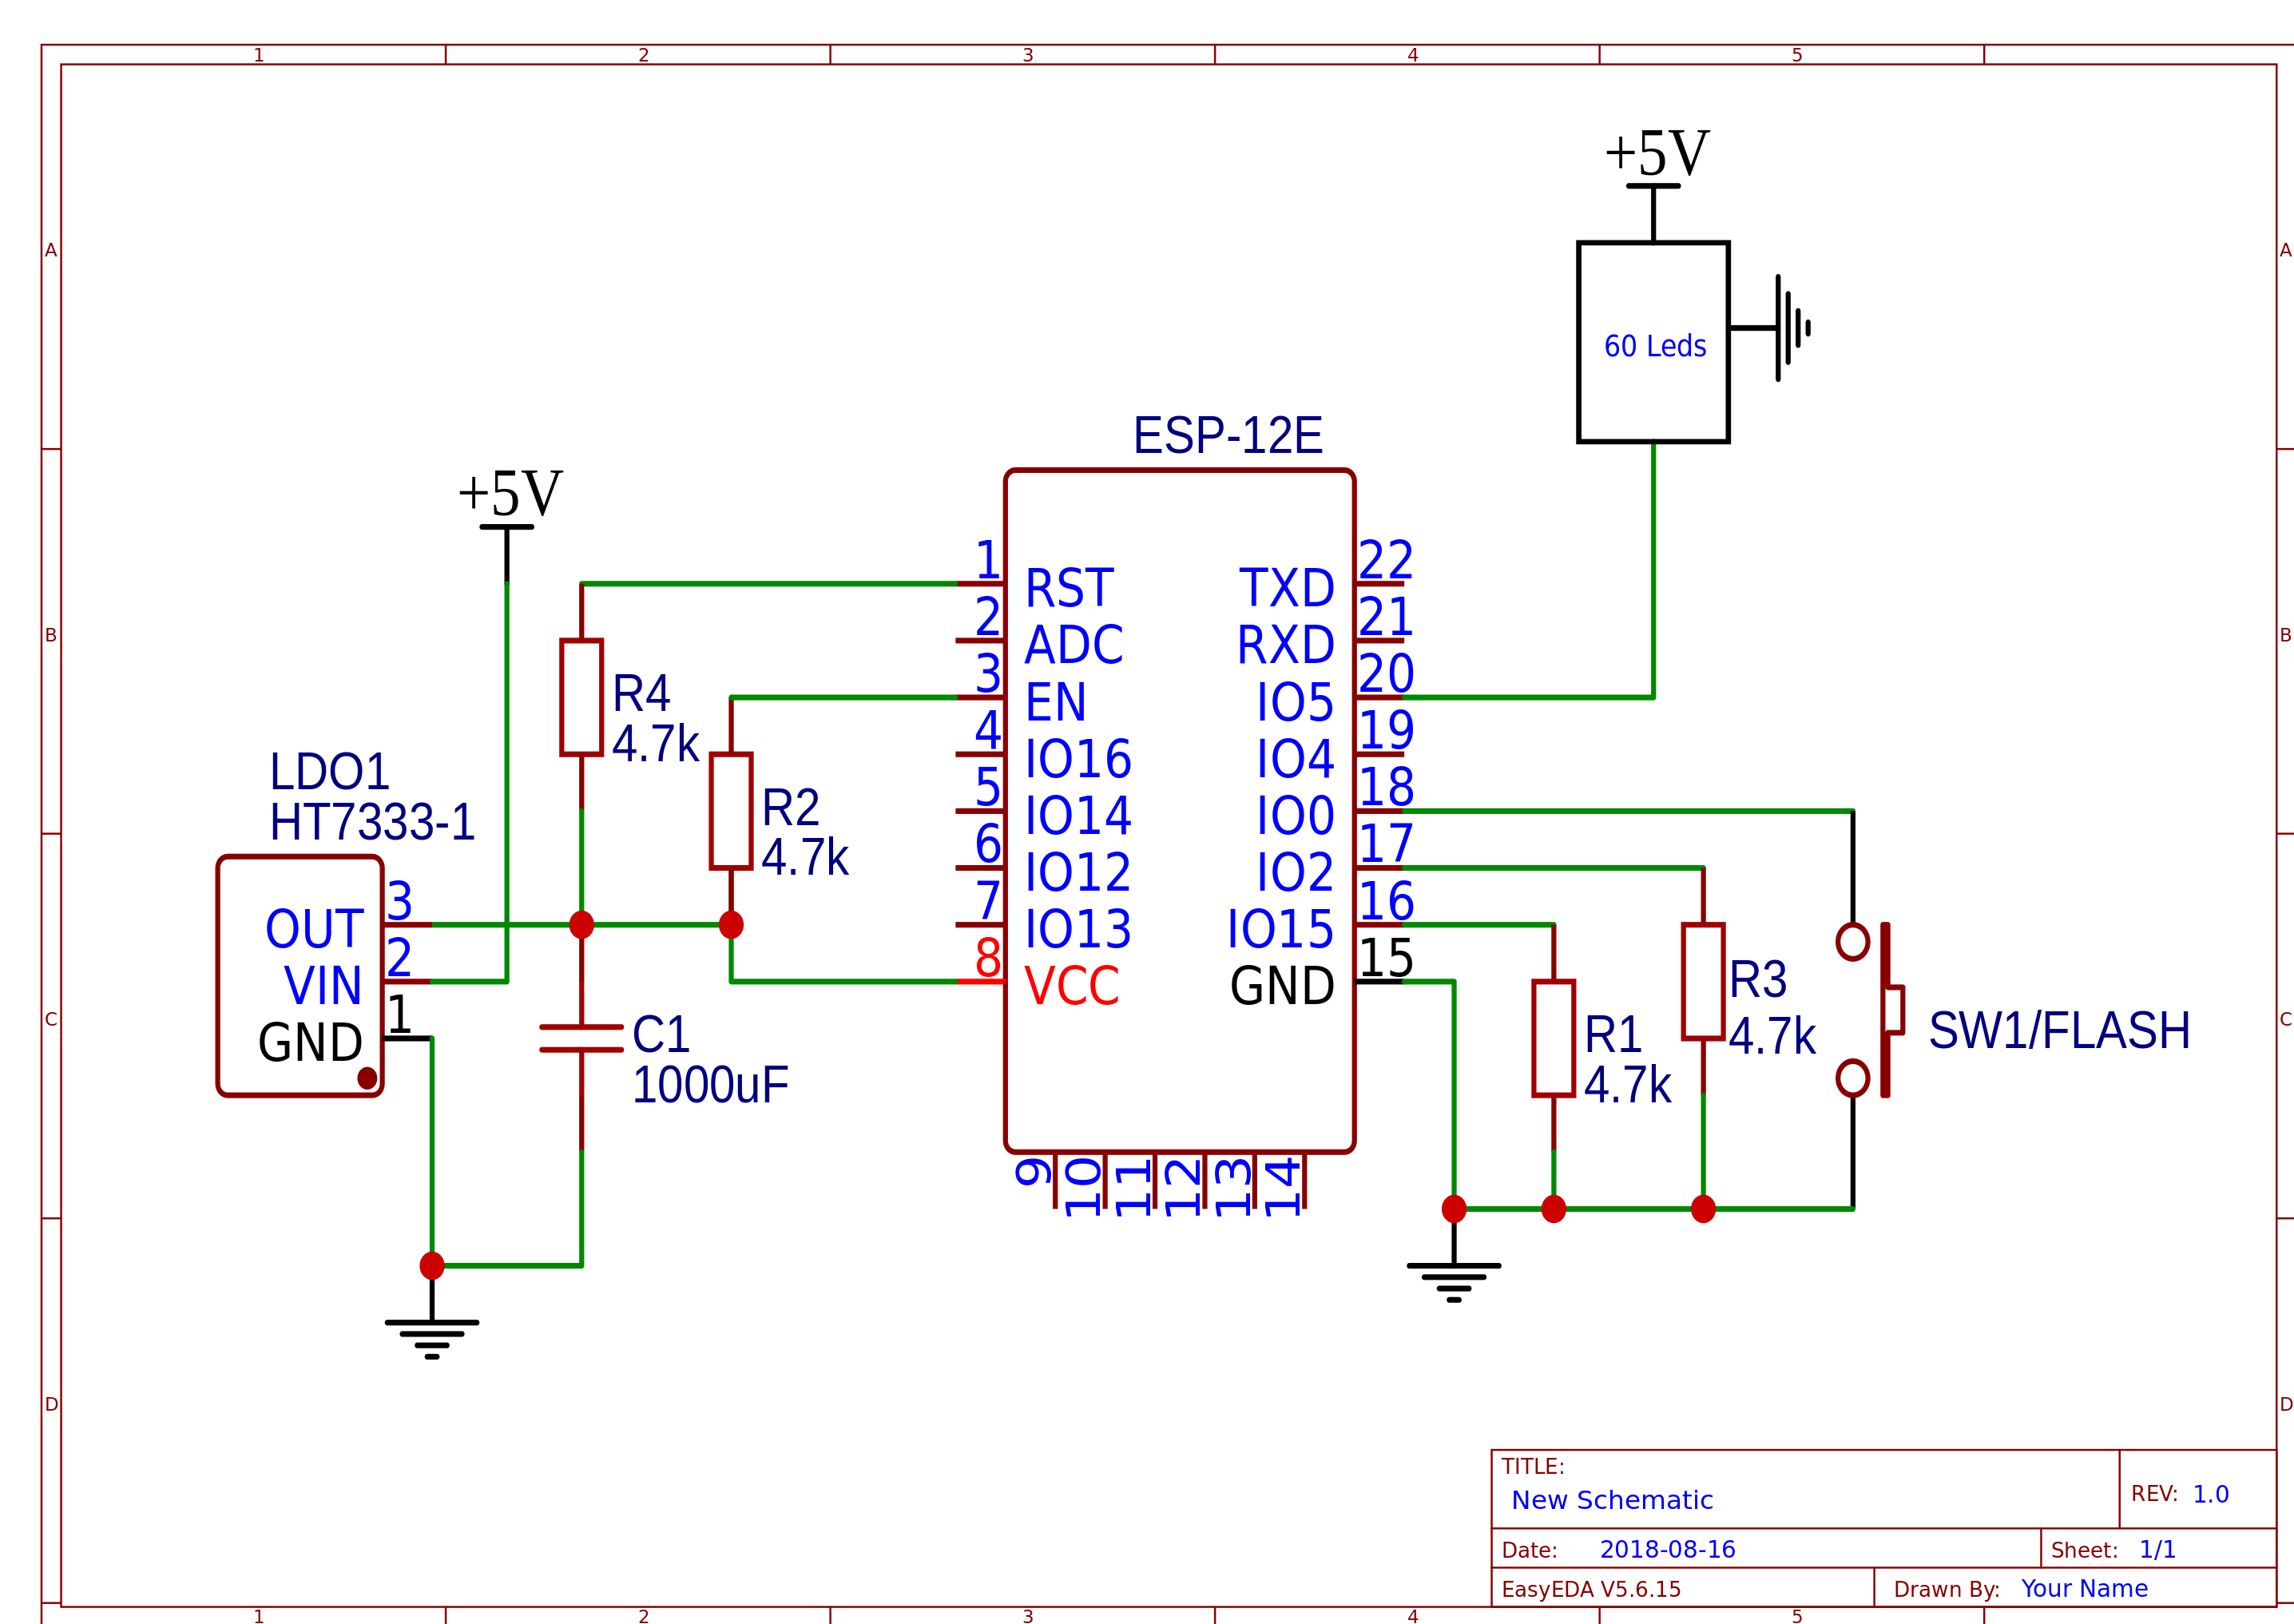 1 2 3 4 5
A A
+5V
60 Leds
ESP-12E
+5V
1 RST
2 ADC
3 EN
4 IO16
5 IO14
6 IO12
7 IO13
8 VCC
TXD 22
RXD 21
IO5 20
IO4 19
IO0 18
IO2 17
IO15 16
GND 15
9 10 11 12 13 14
B B
R4
4.7k
R2
4.7k
LDO1
HT7333-1
OUT 3
VIN 2
GND 1
C1
1000uF
R1
4.7k
R3
4.7k
SW1/FLASH
C C
D D
TITLE:
New Schematic
REV: 1.0
Date: 2018-08-16
Sheet: 1/1
EasyEDA V5.6.15
Drawn By: Your Name
1 2 3 4 5